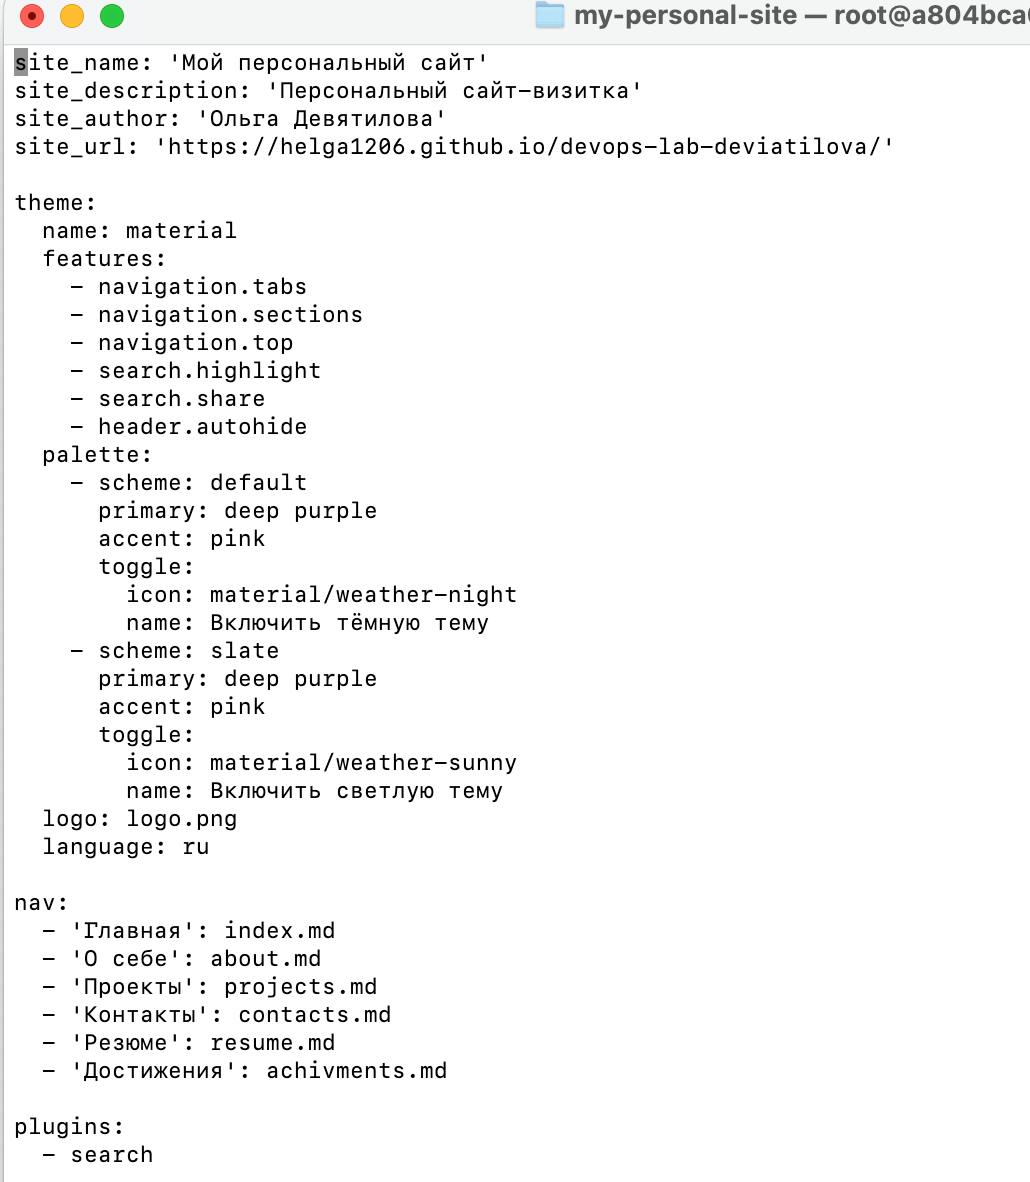 my-personal-site — root@a804bca
site_name: 'Мой персональный сайт'
site_description: 'Персональный сайт-визитка'
site_author: 'Ольга Девятилова'
site_url: 'https://helga1206.github.io/devops-lab-deviatilova/'
theme:
  name: material
  features:
    - navigation.tabs
    - navigation.sections
    - navigation.top
    - search.highlight
    - search.share
    - header.autohide
  palette:
    - scheme: default
      primary: deep purple
      accent: pink
      toggle:
        icon: material/weather-night
        name: Включить тёмную тему
    - scheme: slate
      primary: deep purple
      accent: pink
      toggle:
        icon: material/weather-sunny
        name: Включить светлую тему
  logo: logo.png
  language: ru
nav:
  - 'Главная': index.md
  - 'О себе': about.md
  - 'Проекты': projects.md
  - 'Контакты': contacts.md
  - 'Резюме': resume.md
  - 'Достижения': achivments.md
plugins:
  - search